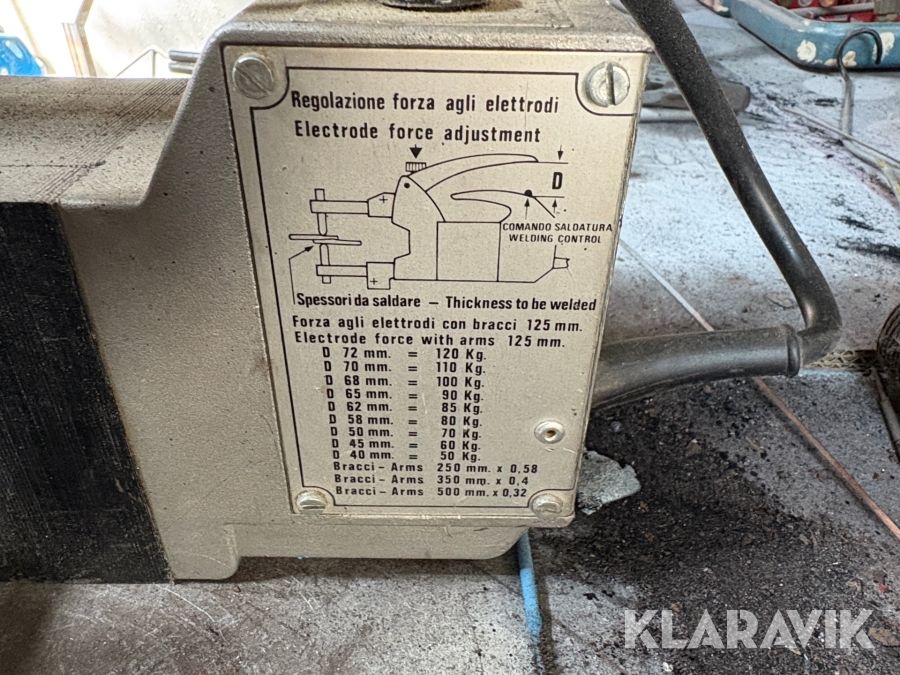 Regolazione forza agli elettrodi
Electrode force adjustment
D
COMANDO SALDATURA
WELDING CONTROL
Spessori da saldare – Thickness to be welded
Forza agli elettrodi con bracci 125 mm.
Electrode force with arms 125 mm.
D 72 mm. = 120 Kg.
D 70 mm. = 110 Kg.
D 68 mm. = 100 Kg.
D 65 mm. = 90 Kg.
D 62 mm. = 85 Kg.
D 58 mm. = 80 Kg.
D 50 mm. = 70 Kg.
D 45 mm. = 60 Kg.
D 40 mm. = 50 Kg.
Bracci – Arms 250 mm. x 0,58
Bracci – Arms 350 mm. x 0,4
Bracci – Arms 500 mm. x 0,32
KLARAVIK